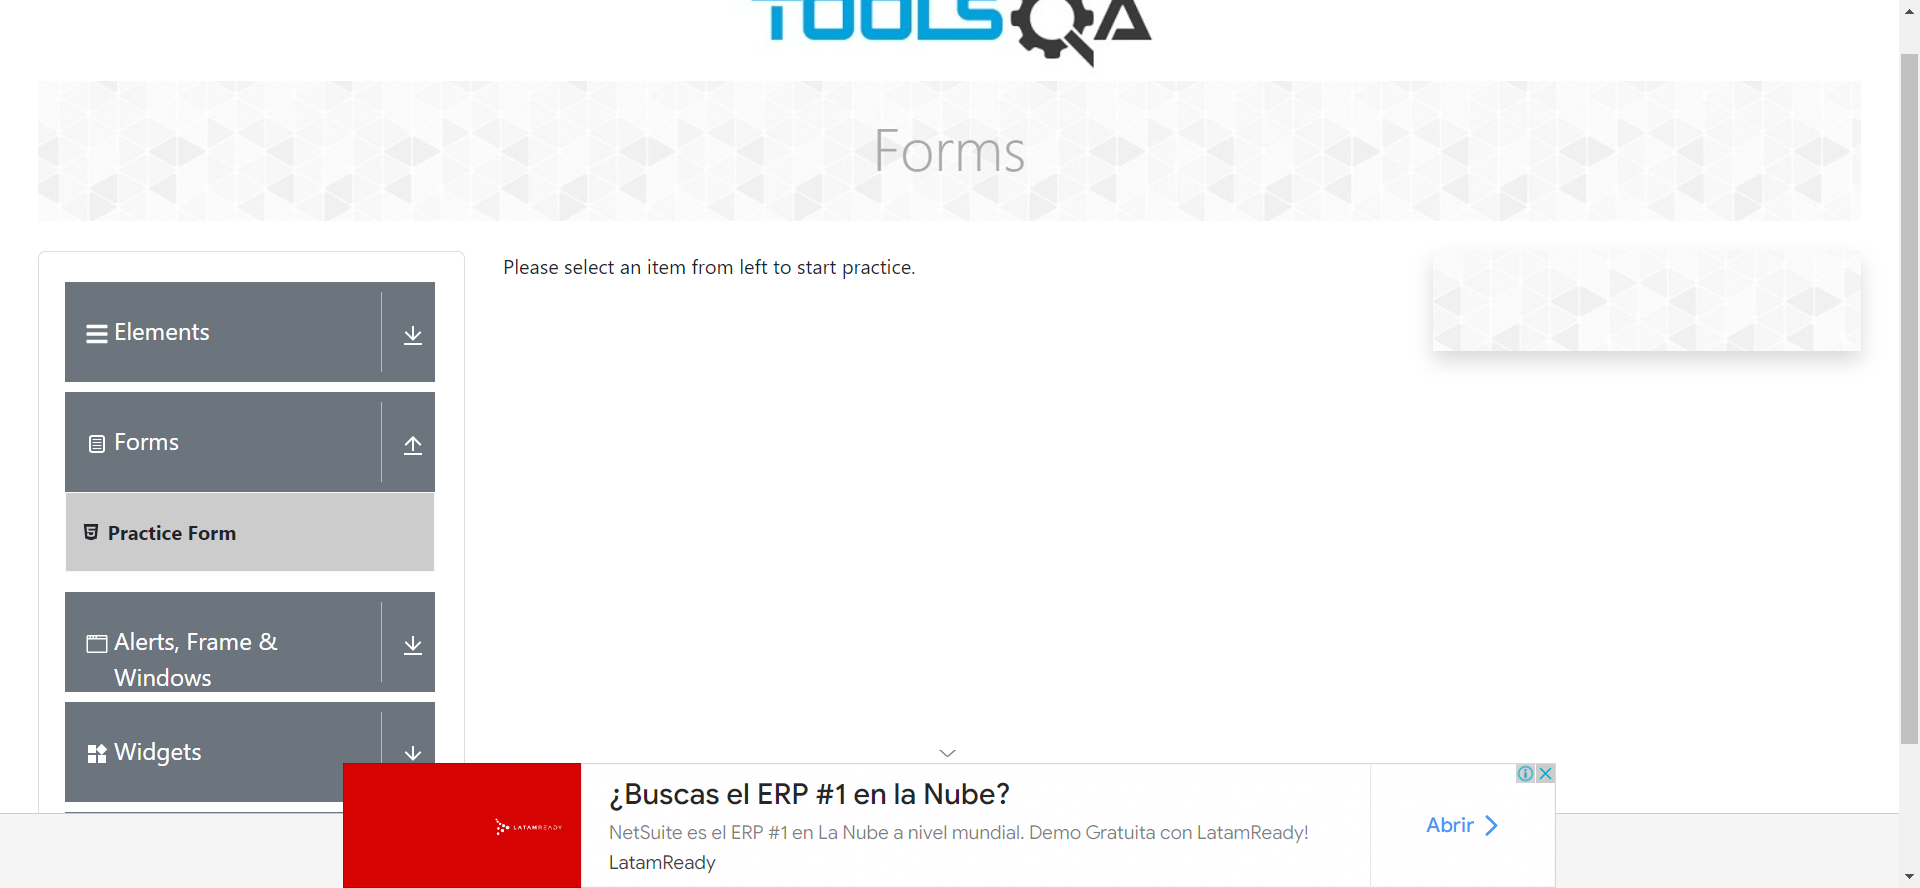 TOOLSQA
Forms
Please select an item from left to start practice.
Elements
Forms
Practice Form
Alerts, Frame &
Windows
Widgets
LATAMREADY
¿Buscas el ERP #1 en la Nube?
NetSuite es el ERP #1 en La Nube a nivel mundial. Demo Gratuita con LatamReady!
LatamReady
Abrir